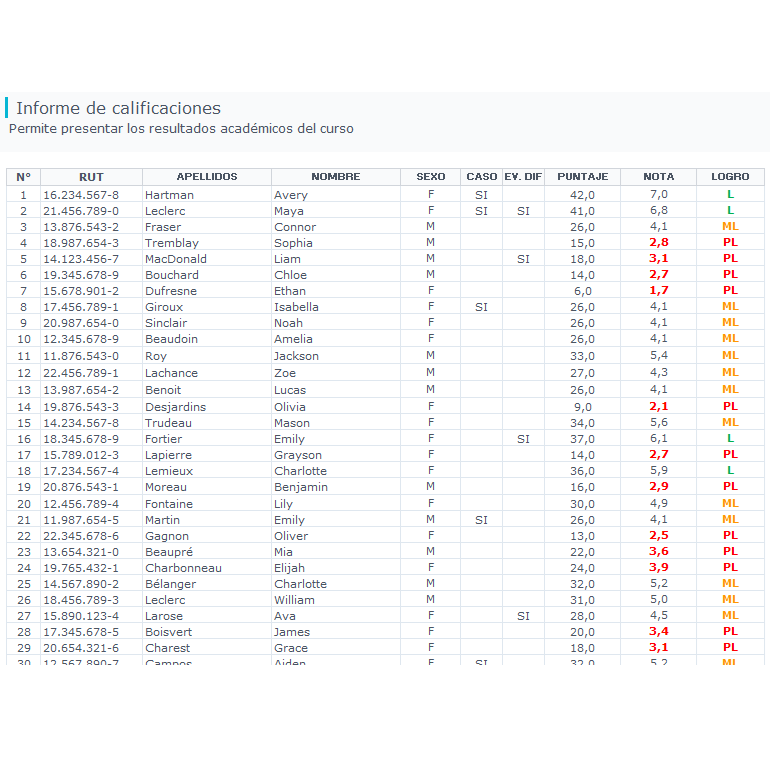 Informe de calificaciones
Permite presentar los resultados académicos del curso
N° RUT APELLIDOS NOMBRE SEXO CASO EV. DIF PUNTAJE NOTA LOGRO
1 16.234.567-8 Hartman Avery F SI 42,0 7,0 L
2 21.456.789-0 Leclerc Maya F SI SI 41,0 6,8 L
3 13.876.543-2 Fraser Connor M 26,0 4,1 ML
4 18.987.654-3 Tremblay Sophia M 15,0 2,8 PL
5 14.123.456-7 MacDonald Liam M SI 18,0 3,1 PL
6 19.345.678-9 Bouchard Chloe M 14,0 2,7 PL
7 15.678.901-2 Dufresne Ethan F 6,0 1,7 PL
8 17.456.789-1 Giroux Isabella F SI 26,0 4,1 ML
9 20.987.654-0 Sinclair Noah F 26,0 4,1 ML
10 12.345.678-9 Beaudoin Amelia F 26,0 4,1 ML
11 11.876.543-0 Roy Jackson M 33,0 5,4 ML
12 22.456.789-1 Lachance Zoe M 27,0 4,3 ML
13 13.987.654-2 Benoit Lucas M 26,0 4,1 ML
14 19.876.543-3 Desjardins Olivia F 9,0 2,1 PL
15 14.234.567-8 Trudeau Mason F 34,0 5,6 ML
16 18.345.678-9 Fortier Emily F SI 37,0 6,1 L
17 15.789.012-3 Lapierre Grayson F 14,0 2,7 PL
18 17.234.567-4 Lemieux Charlotte F 36,0 5,9 L
19 20.876.543-1 Moreau Benjamin M 16,0 2,9 PL
20 12.456.789-4 Fontaine Lily F 30,0 4,9 ML
21 11.987.654-5 Martin Emily M SI 26,0 4,1 ML
22 22.345.678-6 Gagnon Oliver F 13,0 2,5 PL
23 13.654.321-0 Beaupré Mia M 22,0 3,6 PL
24 19.765.432-1 Charbonneau Elijah F 24,0 3,9 PL
25 14.567.890-2 Bélanger Charlotte M 32,0 5,2 ML
26 18.456.789-3 Leclerc William M 31,0 5,0 ML
27 15.890.123-4 Larose Ava F SI 28,0 4,5 ML
28 17.345.678-5 Boisvert James F 20,0 3,4 PL
29 20.654.321-6 Charest Grace F 18,0 3,1 PL
30 12.567.890-7 Campos Aiden F SI 32,0 5,2 ML